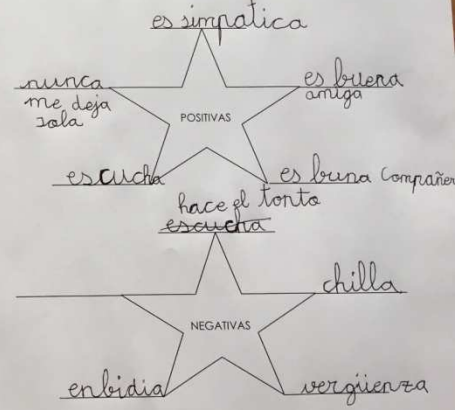 es simpatica
nunca
me deja
sola
es buena
amiga
POSITIVAS
escucha
es buna Compañer
hace el tonto
escucha
chilla
NEGATIVAS
enbidia
vergüenza